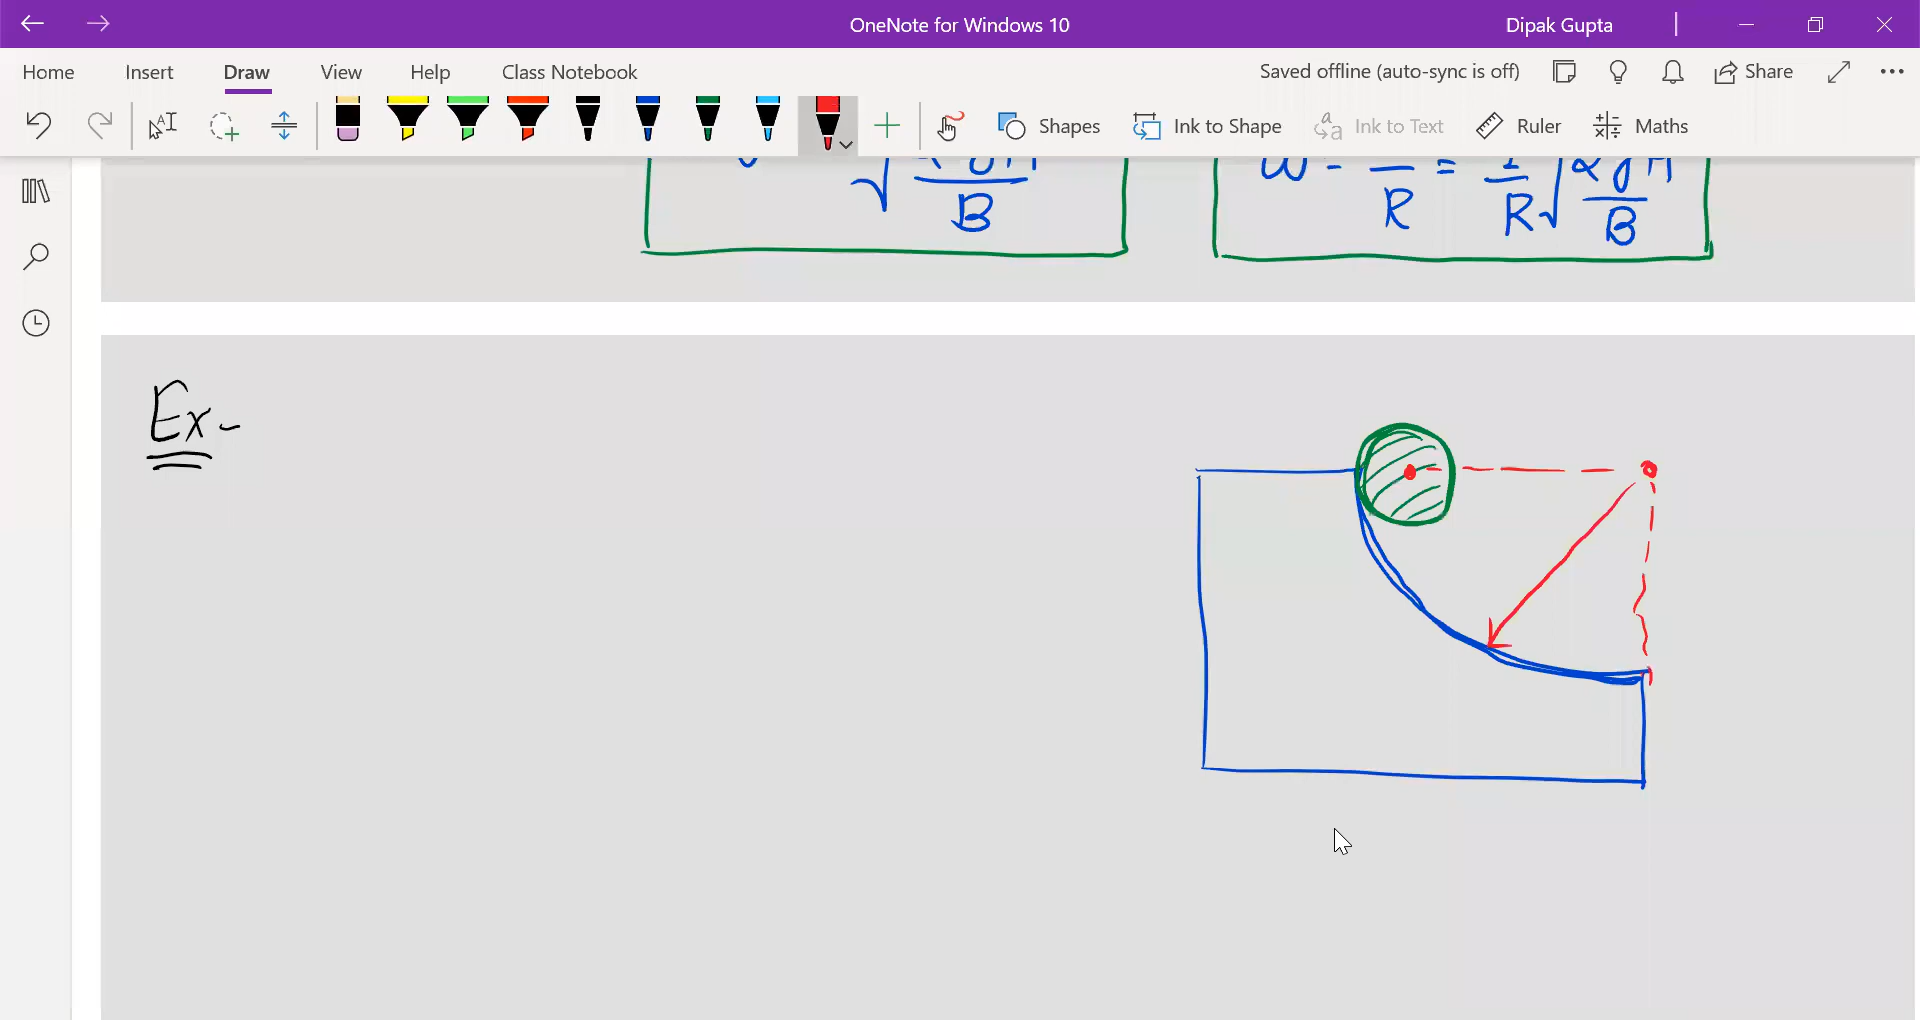 OneNote for Windows 10
Dipak Gupta
Home Insert Draw View Help Class Notebook
Saved offline (auto-sync is off)
Share
Shapes
Ink to Shape
Ink to Text
Ruler
Maths
B
R
R
B
Ex-